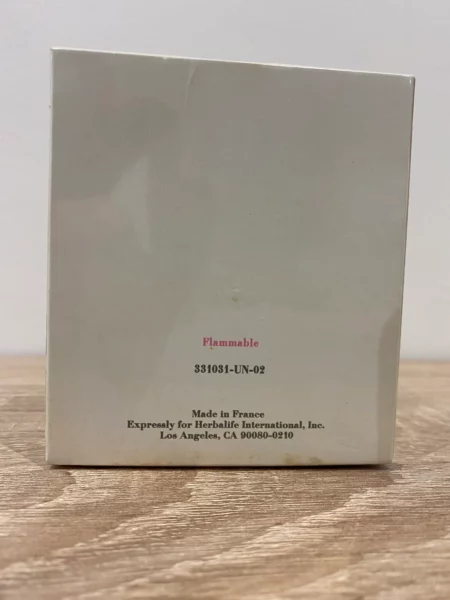 Flammable
331031-UN-02
Made in France
Expressly for Herbalife International, Inc.
Los Angeles, CA 90080-0210